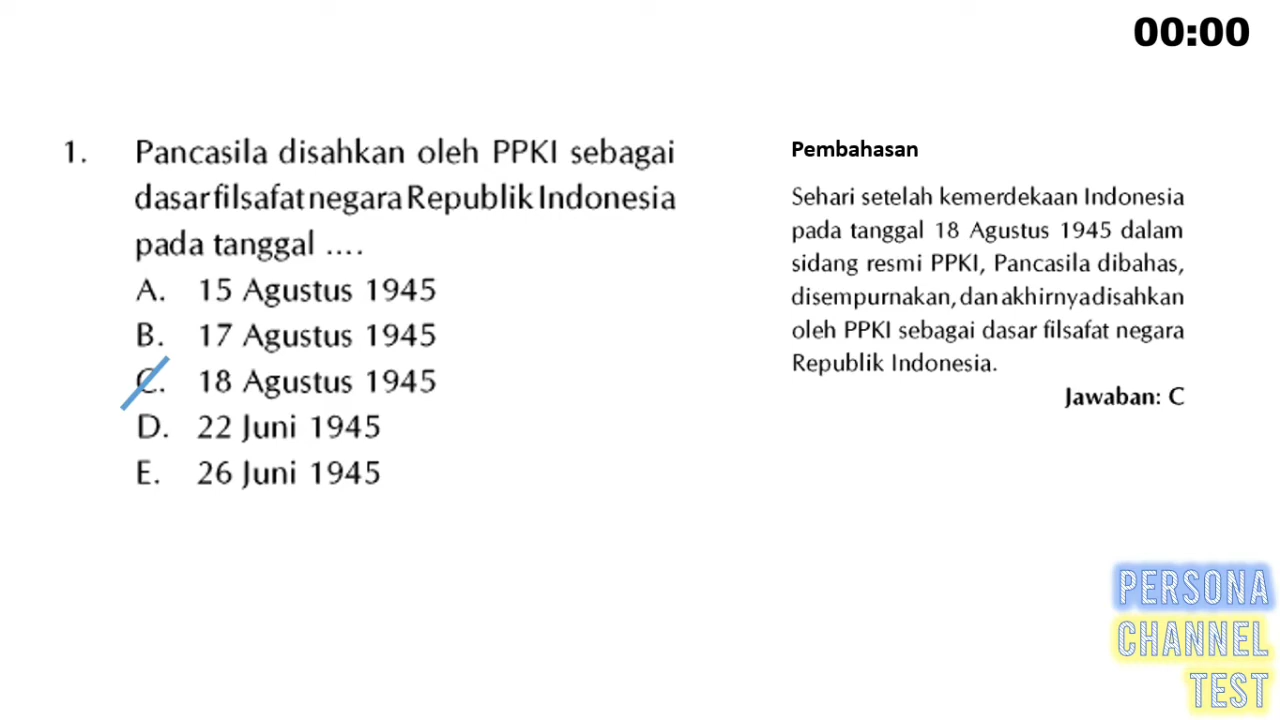 00:00
1. Pancasila disahkan oleh PPKI sebagai
dasar filsafat negara Republik Indonesia
pada tanggal ....
A. 15 Agustus 1945
B. 17 Agustus 1945
C. 18 Agustus 1945
D. 22 Juni 1945
E. 26 Juni 1945
Pembahasan
Sehari setelah kemerdekaan Indonesia
pada tanggal 18 Agustus 1945 dalam
sidang resmi PPKI, Pancasila dibahas,
disempurnakan, dan akhirnya disahkan
oleh PPKI sebagai dasar filsafat negara
Republik Indonesia.
Jawaban: C
PERSONA
CHANNEL
TEST